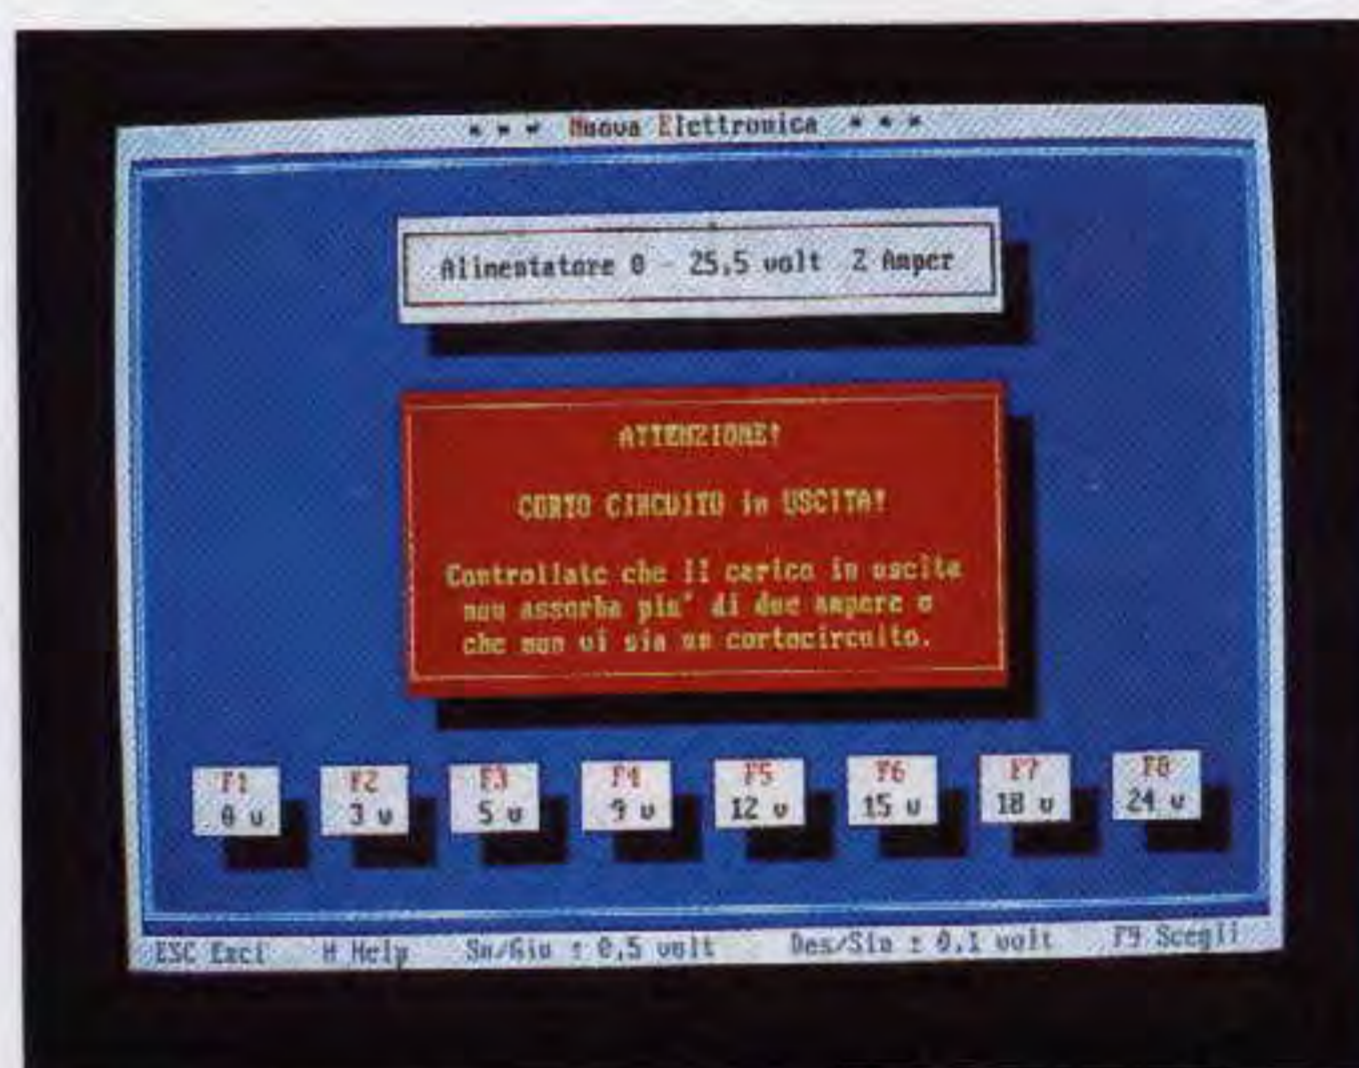 * * * Nuova Elettronica * * *
Alimentatore 0 - 25,5 volt 2 Amper
ATTENZIONE!
CORTO CIRCUITO in USCITA!
Controllate che il carico in uscita
non assorba piu' di due ampere o
che non vi sia un cortocircuito.
F1 F2 F3 F4 F5 F6 F7 F8
0 v 3 v 5 v 9 v 12 v 15 v 18 v 24 v
ESC Esci H Help Su/Giu ± 0,5 volt Des/Sin ± 0,1 volt F9 Scegli